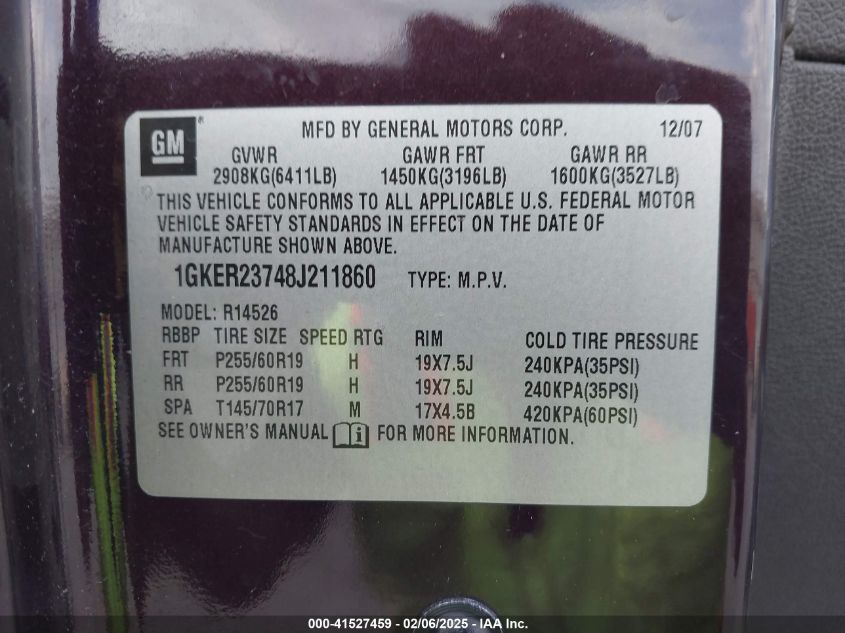 GM® MFD BY GENERAL MOTORS CORP. 12/07
GVWR GAWR FRT GAWR RR
2908KG(6411LB) 1450KG(3196LB) 1600KG(3527LB)
THIS VEHICLE CONFORMS TO ALL APPLICABLE U.S. FEDERAL MOTOR
VEHICLE SAFETY STANDARDS IN EFFECT ON THE DATE OF
MANUFACTURE SHOWN ABOVE.
1GKER23748J211860 TYPE: M.P.V.
MODEL: R14526
RBBP TIRE SIZE SPEED RTG RIM COLD TIRE PRESSURE
FRT P255/60R19 H 19X7.5J 240KPA(35PSI)
RR P255/60R19 H 19X7.5J 240KPA(35PSI)
SPA T145/70R17 M 17X4.5B 420KPA(60PSI)
SEE OWNER'S MANUAL i FOR MORE INFORMATION.
000-41527459 - 02/06/2025 - IAA Inc.